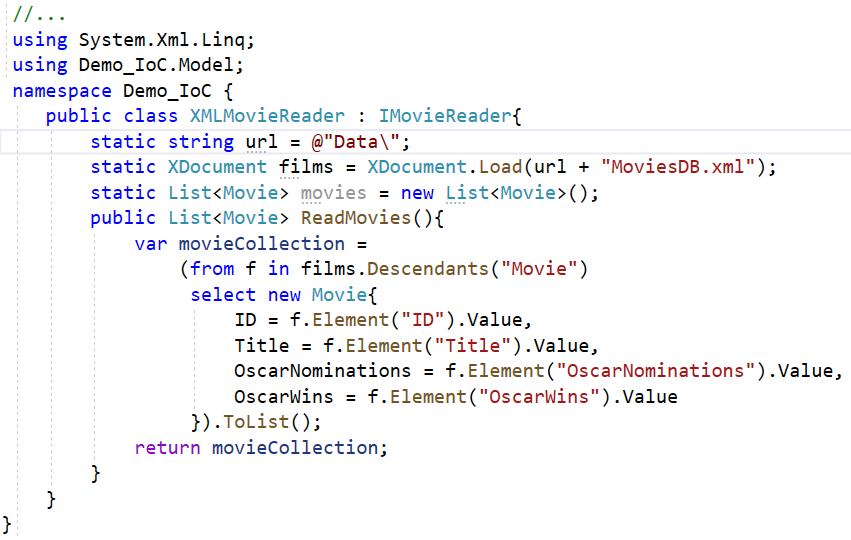 //...
using System.Xml.Linq;
using Demo_IoC.Model;
namespace Demo_IoC {
public class XMLMovieReader : IMovieReader{
static string url = @"Data\";
static XDocument films = XDocument.Load(url + "MoviesDB.xml");
static List<Movie> movies = new List<Movie>();
public List<Movie> ReadMovies(){
var movieCollection =
(from f in films.Descendants("Movie")
select new Movie{
ID = f.Element("ID").Value,
Title = f.Element("Title").Value,
OscarNominations = f.Element("OscarNominations").Value,
OscarWins = f.Element("OscarWins").Value
}).ToList();
return movieCollection;
}
}
}